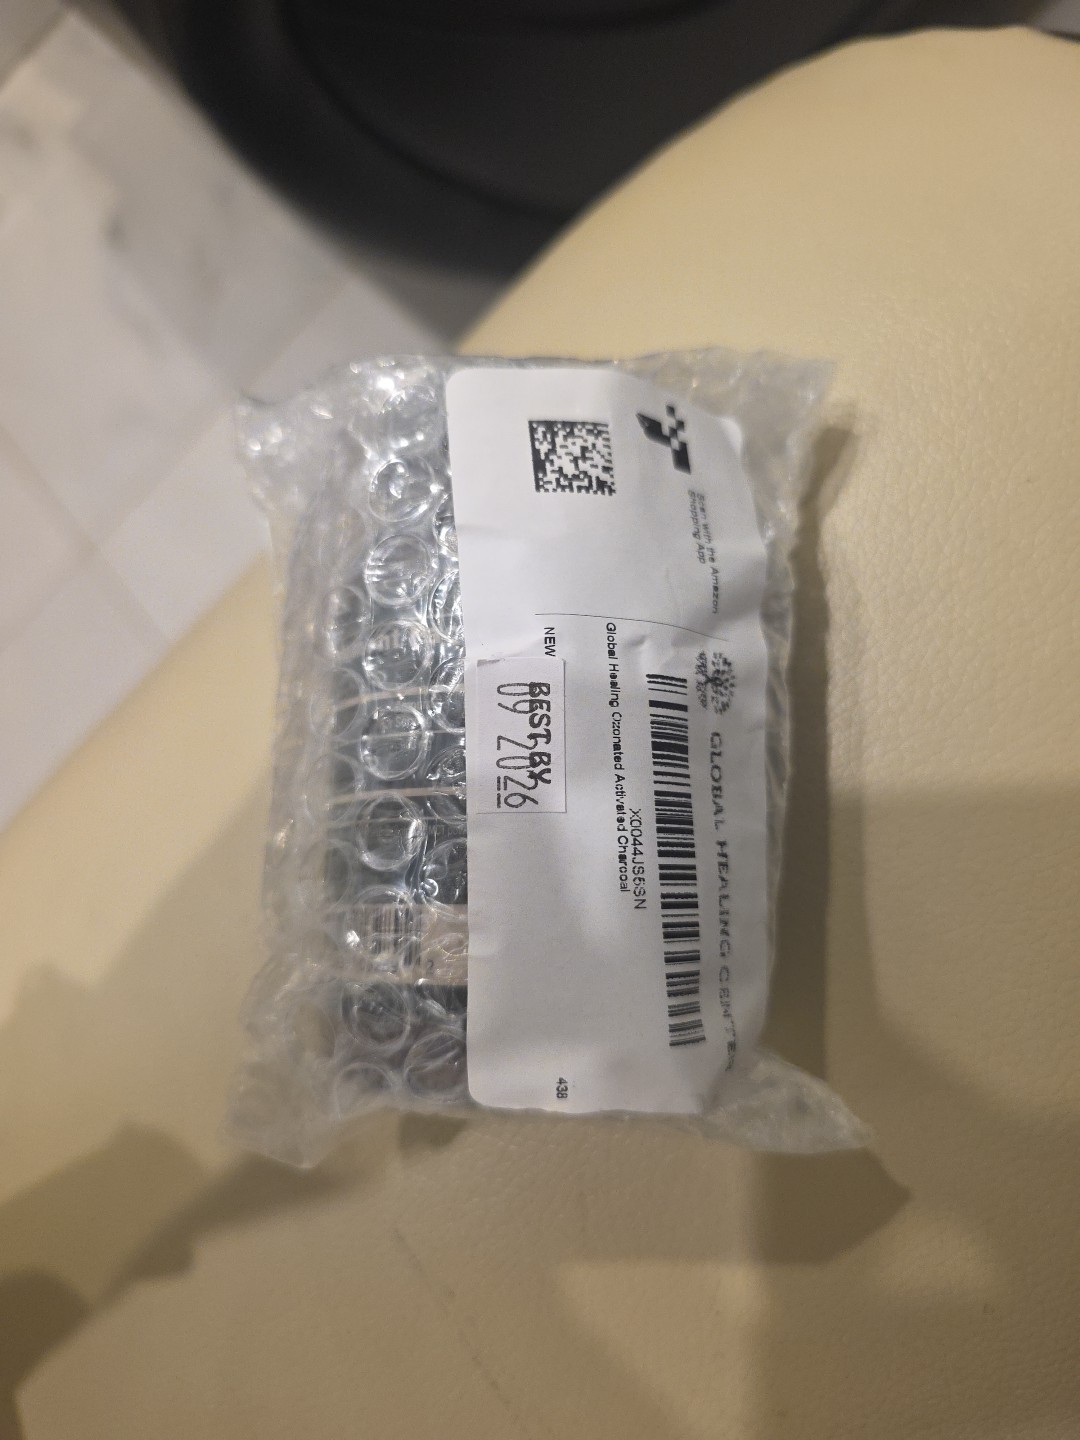 Scan with the Amazon
Shopping App
GLOBAL HEALING CENTER
X0044JS5SN
Global Healing Ozonated Activated Charcoal
NEW
BEST BY
09 2026
438